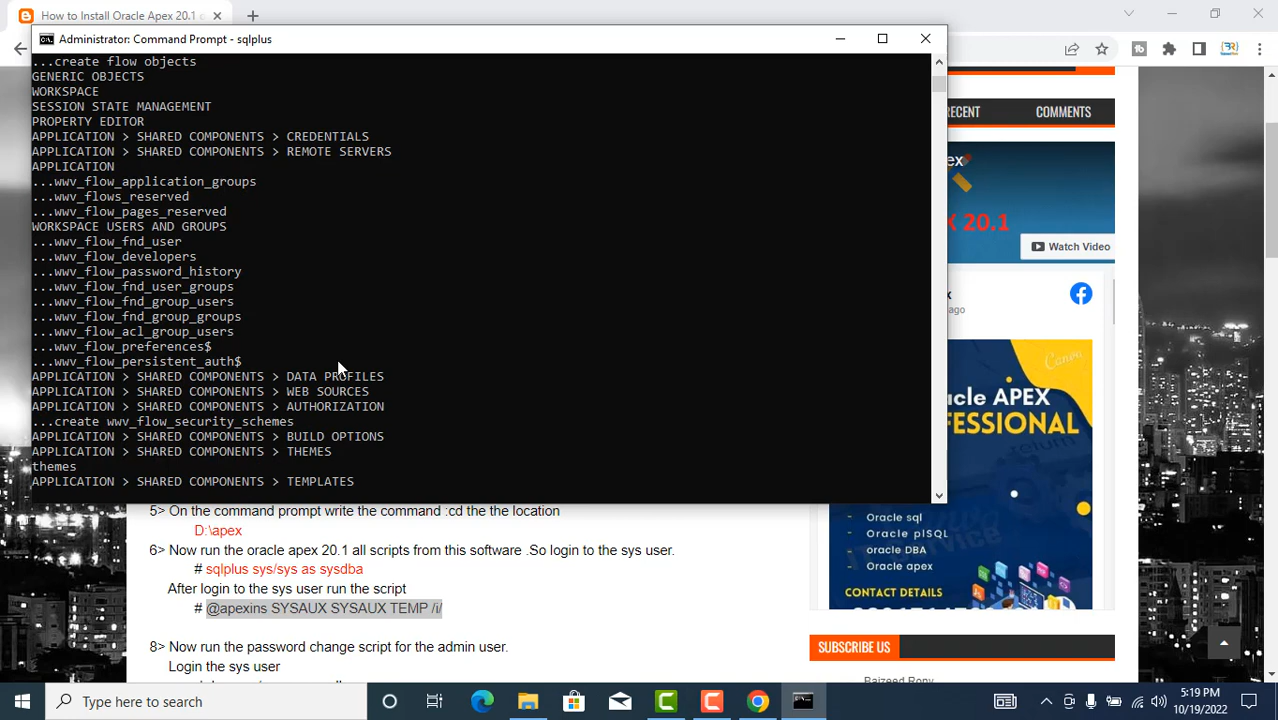 How to Install Oracle Apex 20.1 o
Administrator: Command Prompt - sqlplus
...create flow objects
GENERIC OBJECTS
WORKSPACE
SESSION STATE MANAGEMENT
PROPERTY EDITOR
APPLICATION > SHARED COMPONENTS > CREDENTIALS
APPLICATION > SHARED COMPONENTS > REMOTE SERVERS
APPLICATION
...wwv_flow_application_groups
...wwv_flows_reserved
...wwv_flow_pages_reserved
WORKSPACE USERS AND GROUPS
...wwv_flow_fnd_user
...wwv_flow_developers
...wwv_flow_password_history
...wwv_flow_fnd_user_groups
...wwv_flow_fnd_group_users
...wwv_flow_fnd_group_groups
...wwv_flow_acl_group_users
...wwv_flow_preferences$
...wwv_flow_persistent_auth$
APPLICATION > SHARED COMPONENTS > DATA PROFILES
APPLICATION > SHARED COMPONENTS > WEB SOURCES
APPLICATION > SHARED COMPONENTS > AUTHORIZATION
...create wwv_flow_security_schemes
APPLICATION > SHARED COMPONENTS > BUILD OPTIONS
APPLICATION > SHARED COMPONENTS > THEMES
themes
APPLICATION > SHARED COMPONENTS > TEMPLATES
5> On the command prompt write the command :cd the the location
D:\apex
6> Now run the oracle apex 20.1 all scripts from this software .So login to the sys user.
# sqlplus sys/sys as sysdba
After login to the sys user run the script
# @apexins SYSAUX SYSAUX TEMP /i/
8> Now run the password change script for the admin user.
Login the sys user
RECENT
COMMENTS
ex
X 20.1
Watch Video
x
ago
Canva
cle APEX
OFESSIONAL
- Oracle sql
- Oracle plSQL
- oracle DBA
- Oracle apex
CONTACT DETAILS
SUBSCRIBE US
Baizeed Rony
Type here to search
5:19 PM
10/19/2022